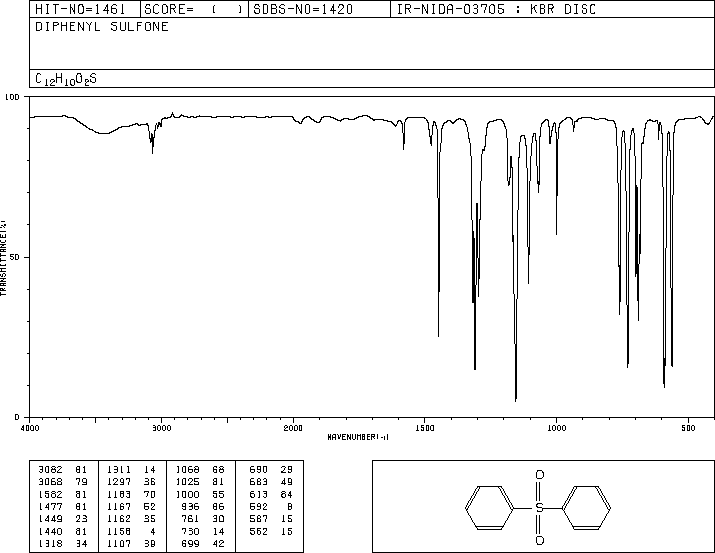 HIT-NO=1461 SCORE= ( ) SDBS-NO=1420 IR-NIDA-03705 : KBR DISC
DIPHENYL SULFONE
C12H10O2S
100
50
0
TRANSMITTANCE(%)
4000 3000 2000 1500 1000 500
WAVENUMBER(-1)
3082 81 1311 14 1068 68 690 29
3068 79 1297 36 1025 81 683 49
1582 81 1183 70 1000 55 613 84
1477 81 1167 52 936 86 592 8
1449 23 1162 35 761 30 587 15
1440 81 1158 4 730 14 562 15
1318 34 1107 39 699 42
O
S
O